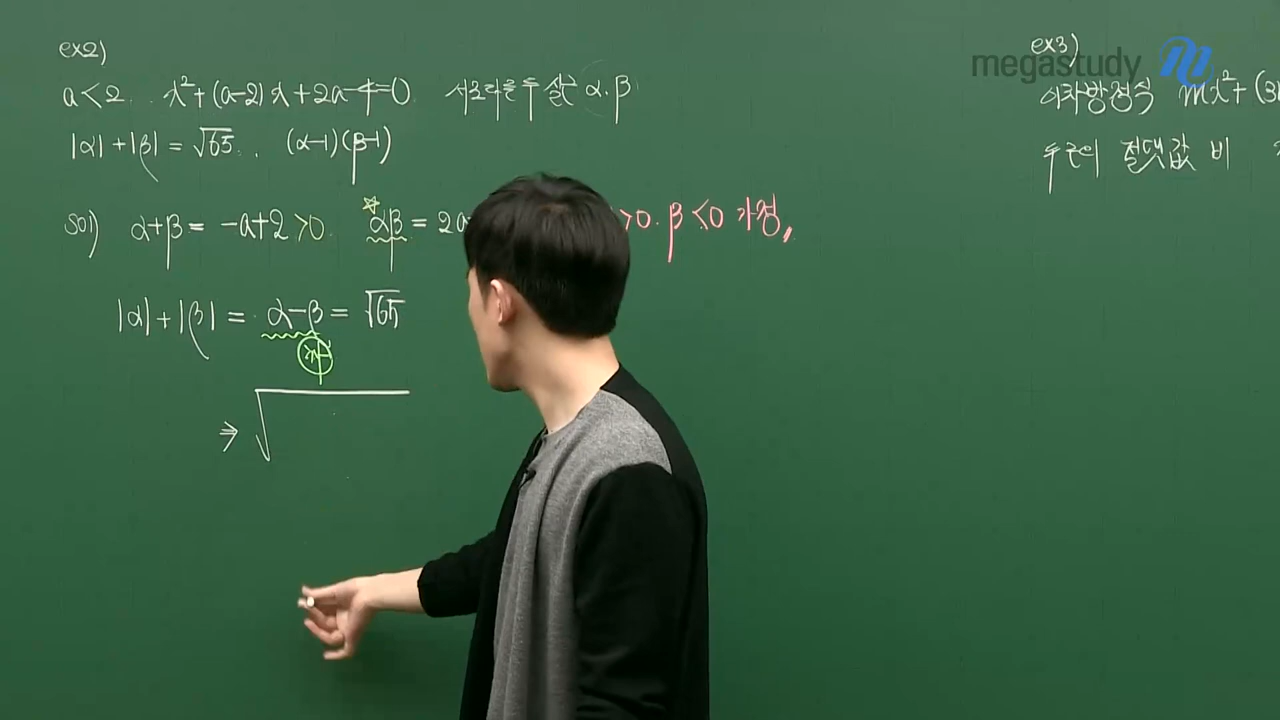 ex2)
a<2. x²+(a-2)x+2a-4=0 서로다른 두 실근 α.β
|α|+|β|=√65. (α-1)(β-1)
sol) α+β=-a+2>0 ☆ αβ=2a >0. β<0 가정,
|α|+|β|= α-β=√65
⇒ √
ex3)
megastudy
이차방정식 mx²+(3
두근의 절댓값 비